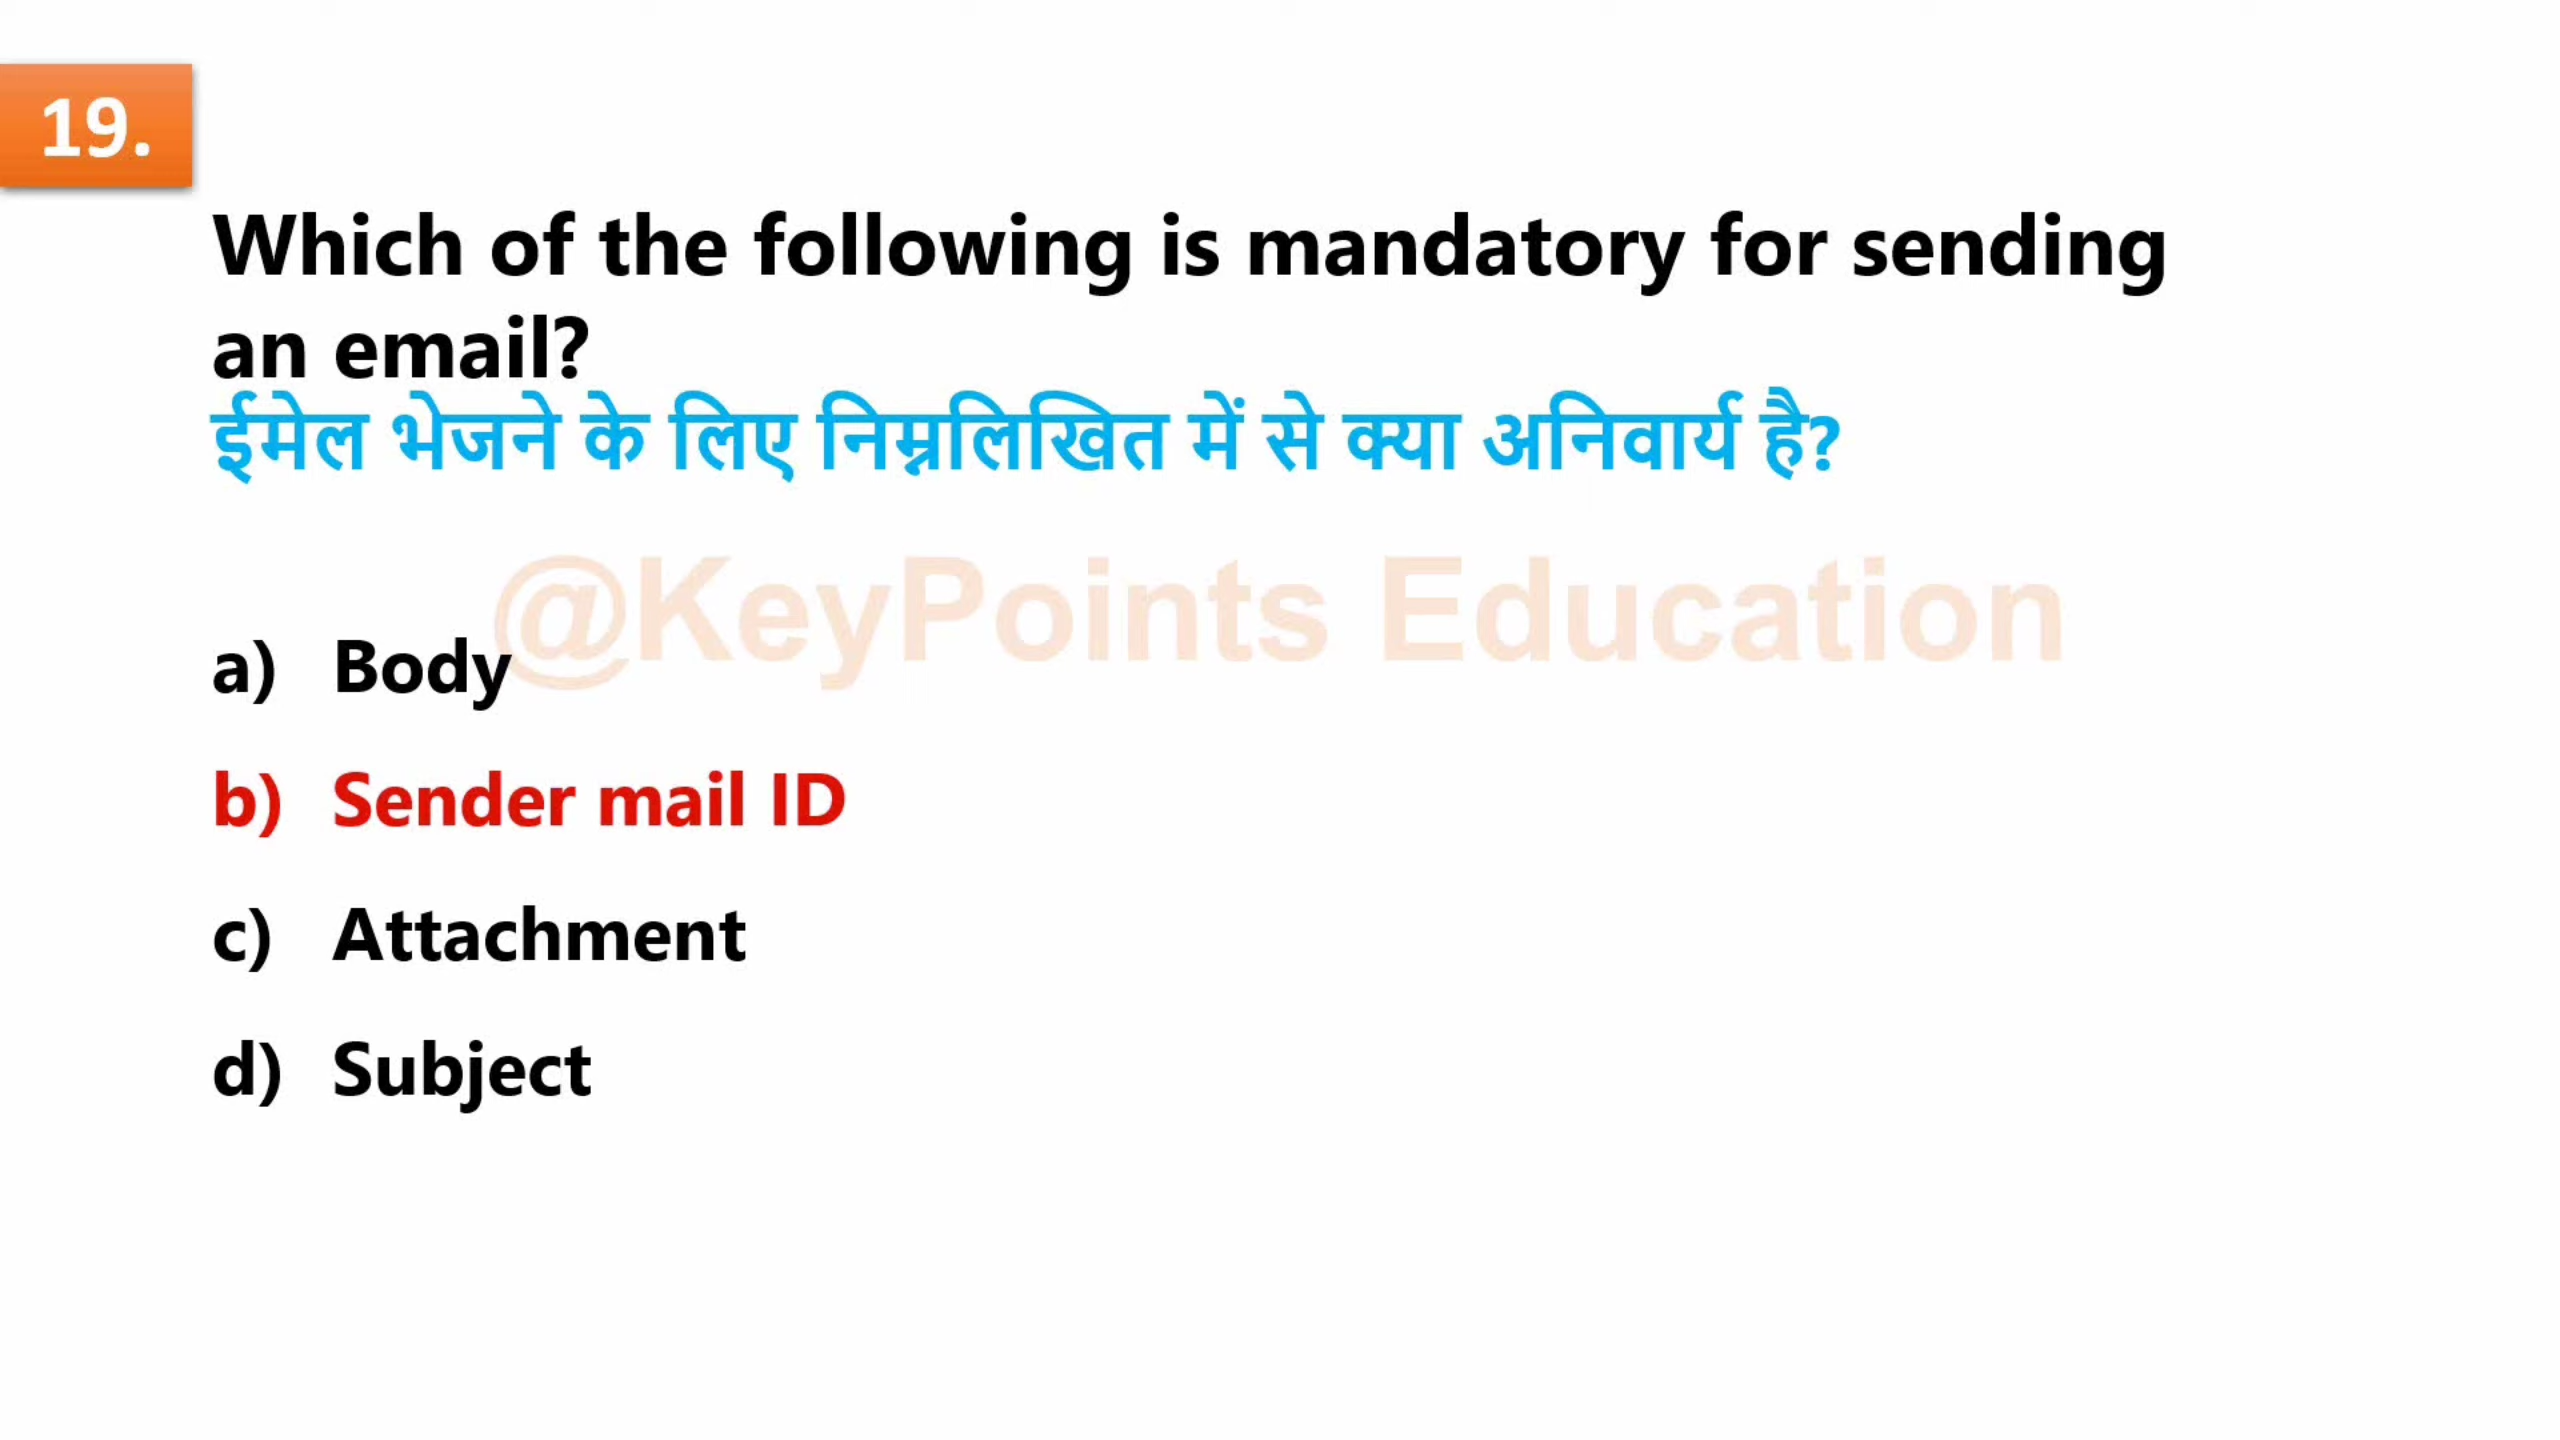 19.
Which of the following is mandatory for sending
an email?
ईमेल भेजने के लिए निम्नलिखित में से क्या अनिवार्य है?
@KeyPoints Education
a) Body
b) Sender mail ID
c) Attachment
d) Subject